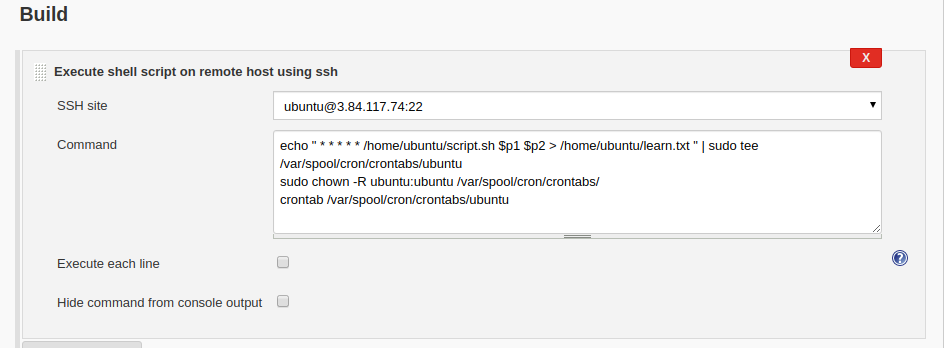 Build
X
Execute shell script on remote host using ssh
SSH site
ubuntu@3.84.117.74:22
Command
echo " * * * * * /home/ubuntu/script.sh $p1 $p2 > /home/ubuntu/learn.txt " | sudo tee
/var/spool/cron/crontabs/ubuntu
sudo chown -R ubuntu:ubuntu /var/spool/cron/crontabs/
crontab /var/spool/cron/crontabs/ubuntu
Execute each line
?
Hide command from console output